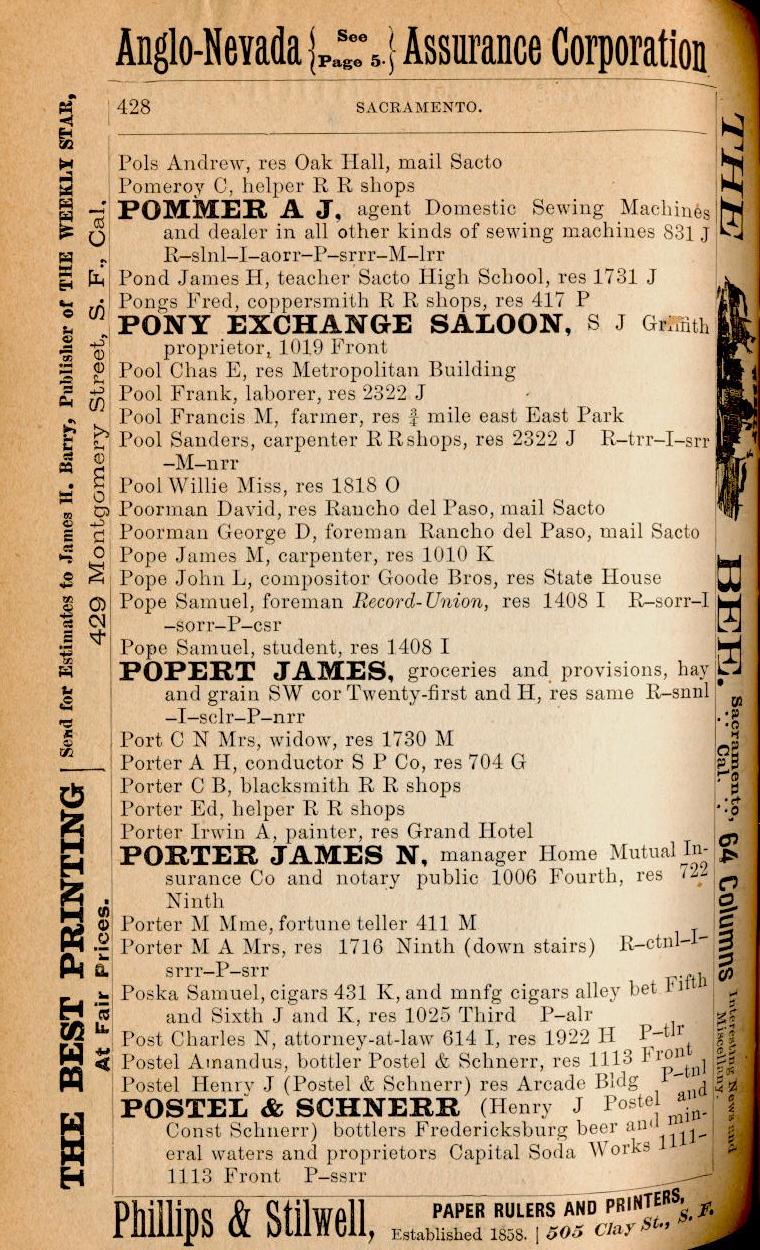 Anglo-Nevada { See Page 5. } Assurance Corporation
428 SACRAMENTO.
Pols Andrew, res Oak Hall, mail Sacto
Pomeroy C, helper R R shops
POMMER A J, agent Domestic Sewing Machines
and dealer in all other kinds of sewing machines 831 J
R–slnl–I–aorr–P–srrr–M–lrr
Pond James H, teacher Sacto High School, res 1731 J
Pongs Fred, coppersmith R R shops, res 417 P
PONY EXCHANGE SALOON, S J Griffith
proprietor, 1019 Front
Pool Chas E, res Metropolitan Building
Pool Frank, laborer, res 2322 J
Pool Francis M, farmer, res ¾ mile east East Park
Pool Sanders, carpenter R R shops, res 2322 J R–trr–I–srr
–M–nrr
Pool Willie Miss, res 1818 O
Poorman David, res Rancho del Paso, mail Sacto
Poorman George D, foreman Rancho del Paso, mail Sacto
Pope James M, carpenter, res 1010 K
Pope John L, compositor Goode Bros, res State House
Pope Samuel, foreman Record-Union, res 1408 I R–sorr–I
–sorr–P–csr
Pope Samuel, student, res 1408 I
POPERT JAMES, groceries and provisions, hay
and grain SW cor Twenty-first and H, res same R–snnl
–I–sclr–P–nrr
Port C N Mrs, widow, res 1730 M
Porter A H, conductor S P Co, res 704 G
Porter C B, blacksmith R R shops
Porter Ed, helper R R shops
Porter Irwin A, painter, res Grand Hotel
PORTER JAMES N, manager Home Mutual In-
surance Co and notary public 1006 Fourth, res 722
Ninth
Porter M Mme, fortune teller 411 M
Porter M A Mrs, res 1716 Ninth (down stairs) R–ctnl–I–
srrr–P–srr
Poska Samuel, cigars 431 K, and mnfg cigars alley bet Fifth
and Sixth J and K, res 1025 Third P–alr
Post Charles N, attorney-at-law 614 I, res 1922 H P–tlr
Postel Amandus, bottler Postel & Schnerr, res 1113 Front
Postel Henry J (Postel & Schnerr) res Arcade Bldg P–tnl
POSTEL & SCHNERR (Henry J Postel and
Const Schnerr) bottlers Fredericksburg beer and min-
eral waters and proprietors Capital Soda Works 1111–
1113 Front P–ssrr
THE BEST PRINTING
At Fair Prices.
Send for Estimates to James H. Barry, Publisher of THE WEEKLY STAR,
429 Montgomery Street, S. F., Cal.
THE BEE.
Sacramento,
Cal.
64 Columns
Interesting News and
Miscellany.
Phillips & Stilwell,
PAPER RULERS AND PRINTERS,
Established 1858. | 505 Clay St., S. F.